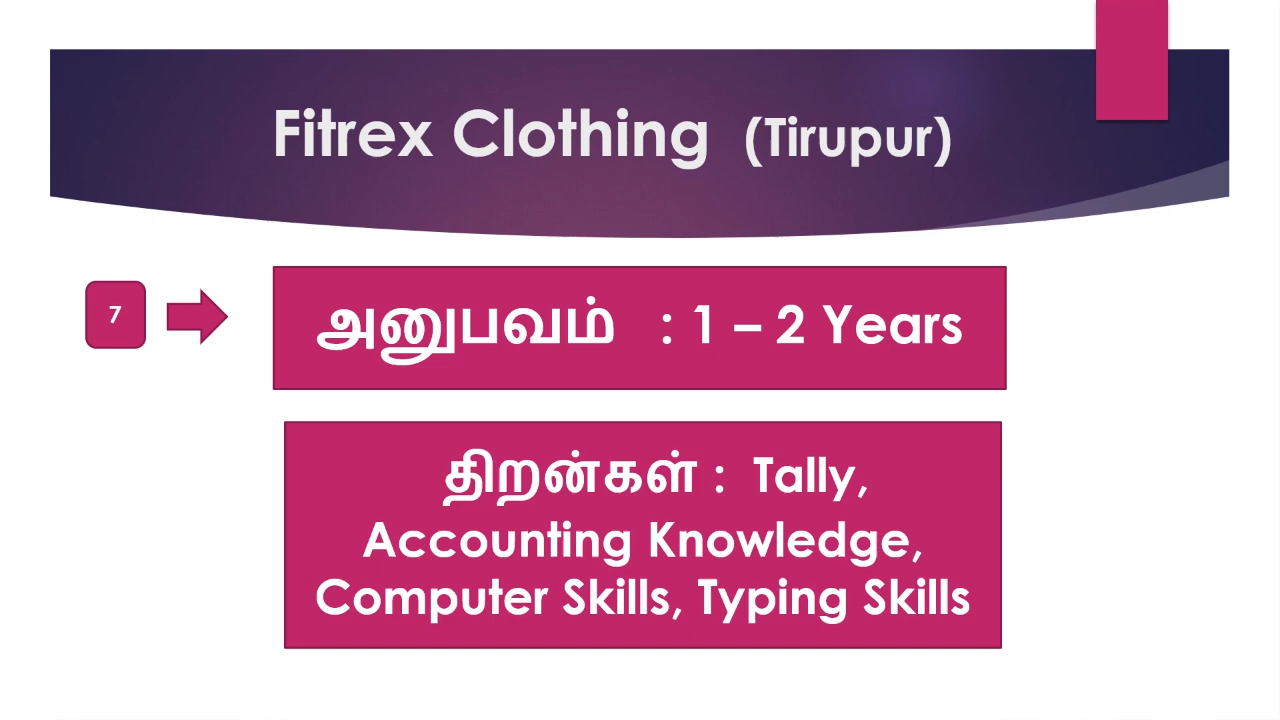 Fitrex Clothing (Tirupur)
7
அனுபவம் : 1 – 2 Years
திறன்கள் : Tally,
Accounting Knowledge,
Computer Skills, Typing Skills